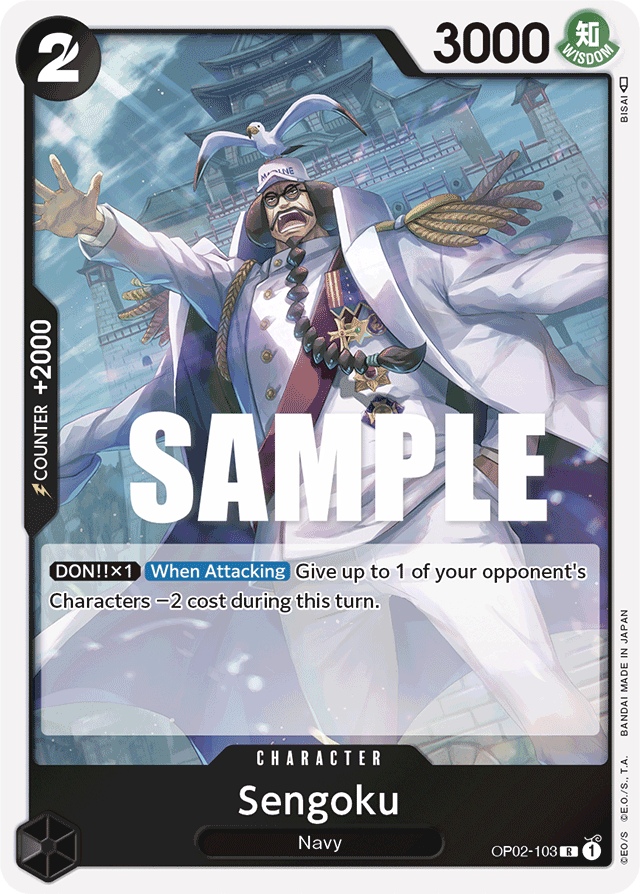 2
3000
知
WISDOM
BISAI
MARINE
COUNTER +2000
SAMPLE
DON!!×1 When Attacking Give up to 1 of your opponent's
Characters −2 cost during this turn.
CHARACTER
Sengoku
Navy
OP02-103 R 1
©EO/S ©E.O./S., T.A. BANDAI MADE IN JAPAN